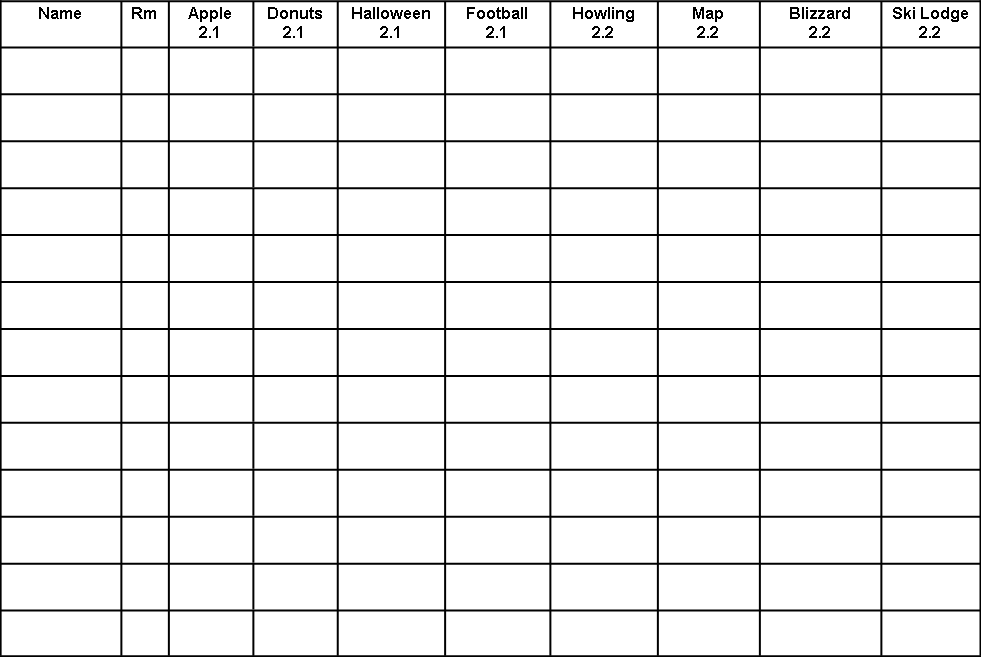 Name Rm Apple Donuts Halloween Football Howling Map Blizzard Ski Lodge
2.1 2.1 2.1 2.1 2.2 2.2 2.2 2.2